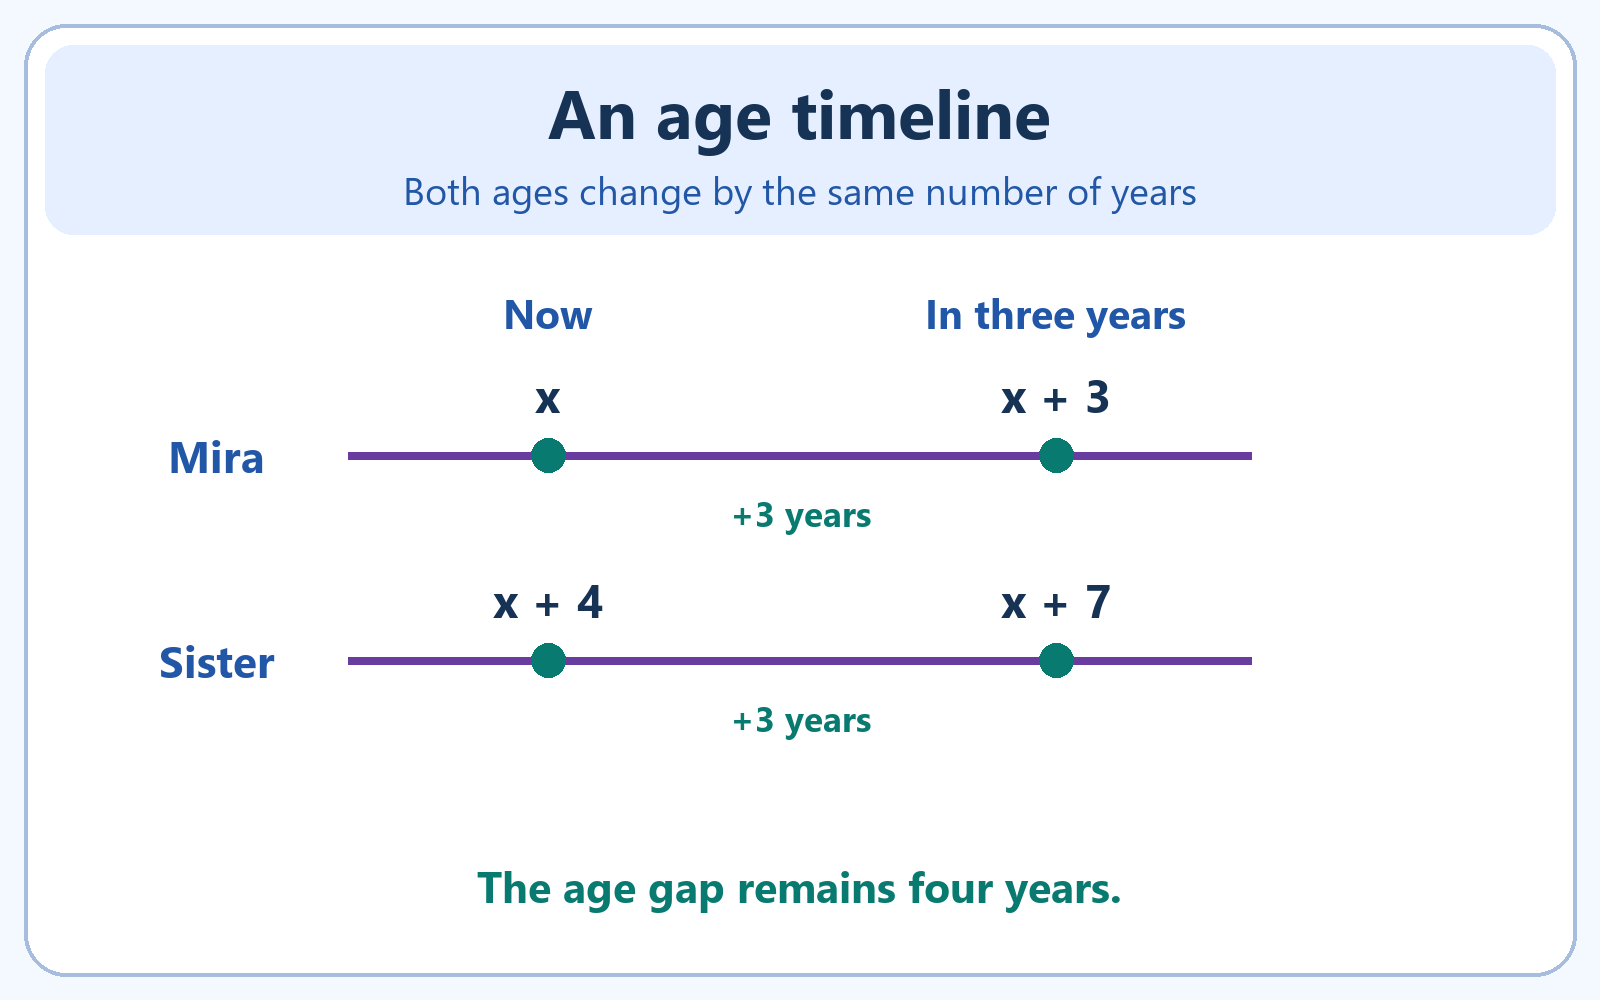 An age timeline
Both ages change by the same number of years
Now In three years
x x + 3
Mira
+3 years
x + 4 x + 7
Sister
+3 years
The age gap remains four years.